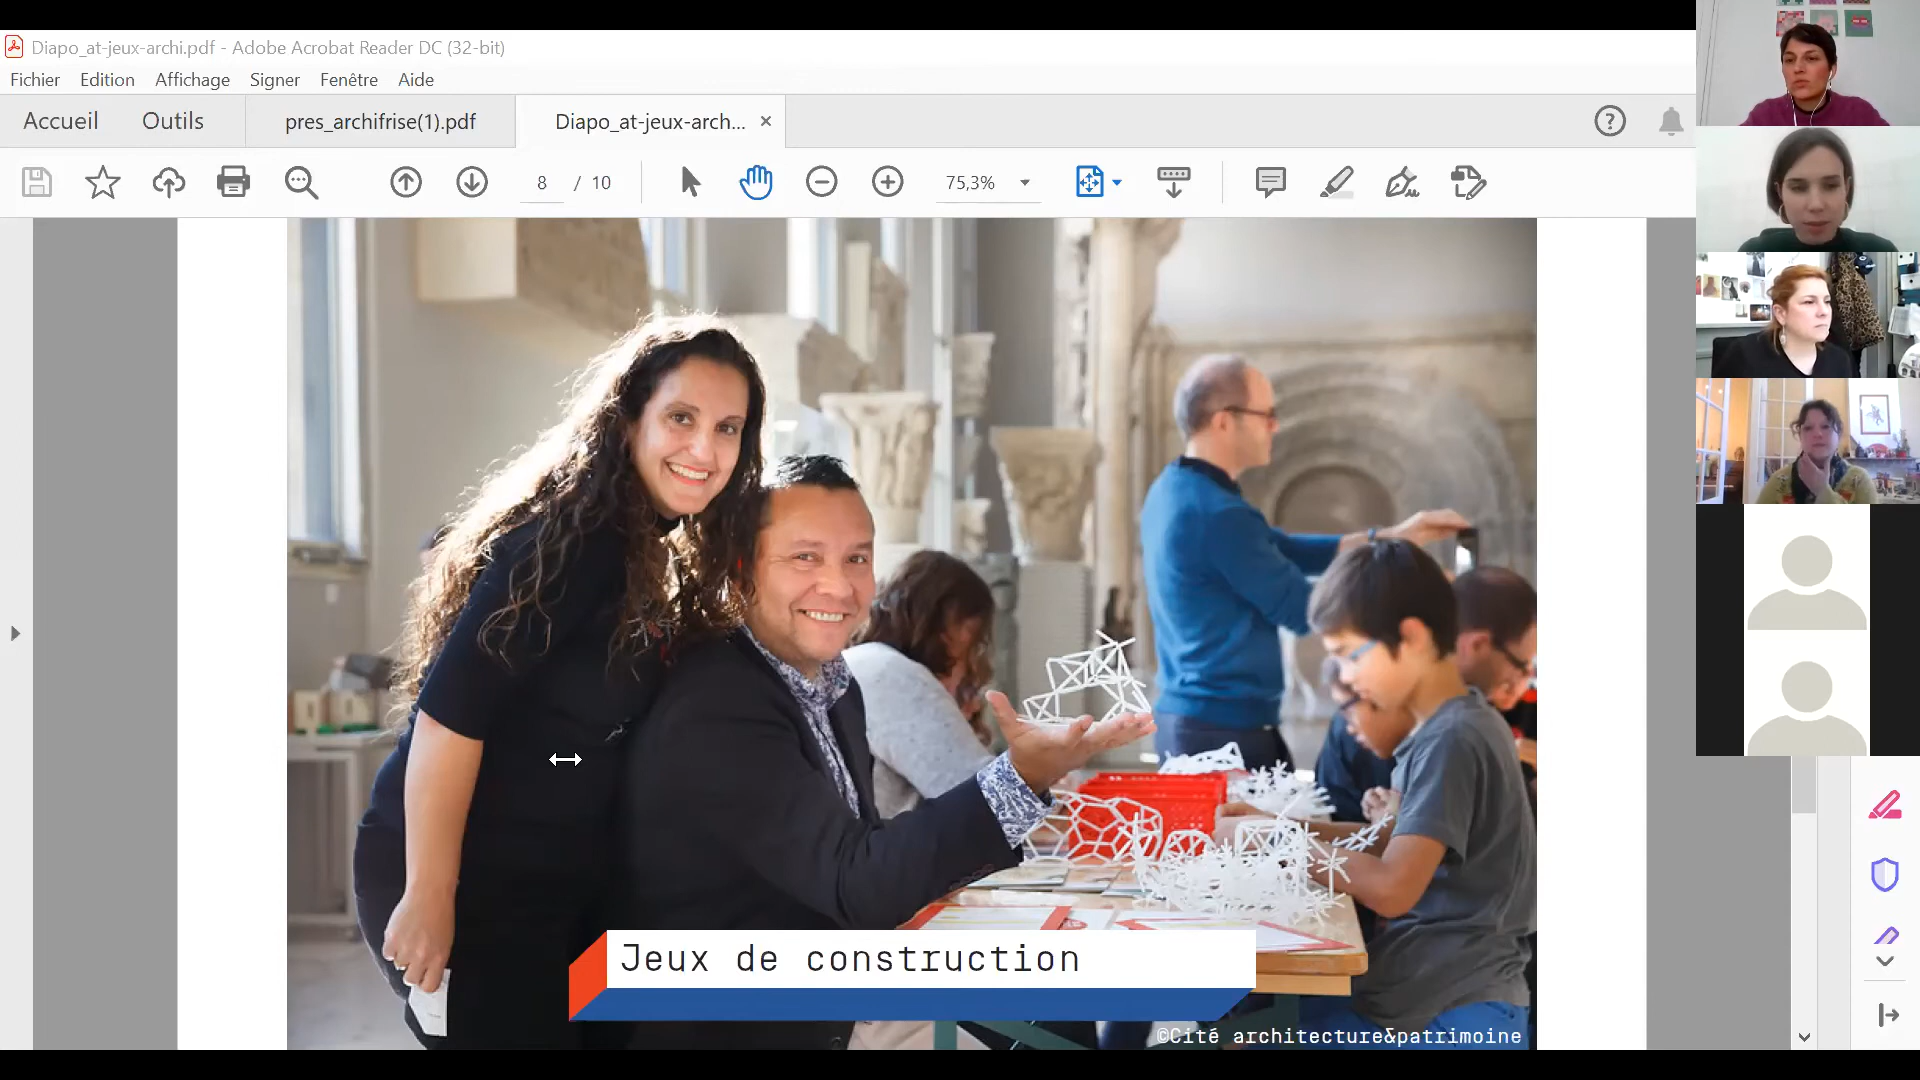 Diapo_at-jeux-archi.pdf - Adobe Acrobat Reader DC (32-bit)
Fichier Edition Affichage Signer Fenêtre Aide
Accueil Outils pres_archifrise(1).pdf Diapo_at-jeux-arch... ×
8 / 10 75,3%
Jeux de construction
©Cité architecture&patrimoine